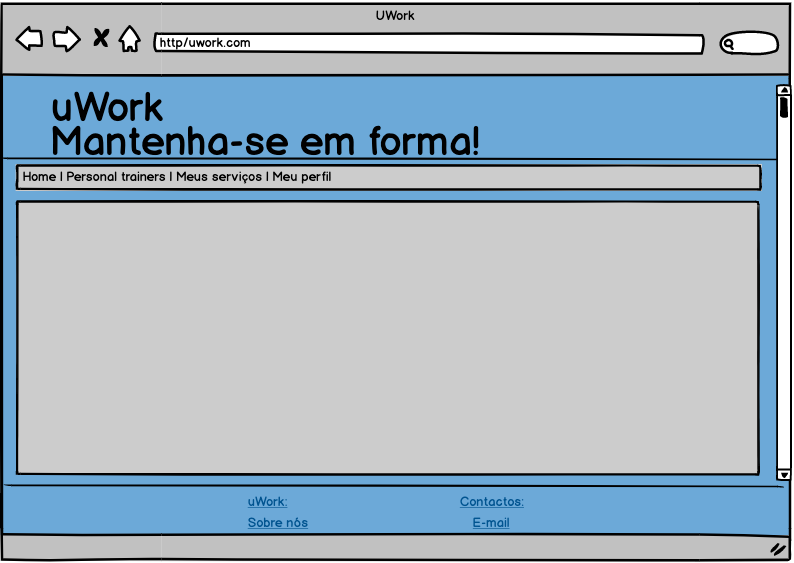 UWork
http/uwork.com
uWork
Mantenha-se em forma!
Home | Personal trainers | Meus serviços | Meu perfil
uWork:
Contactos:
Sobre nós
E-mail